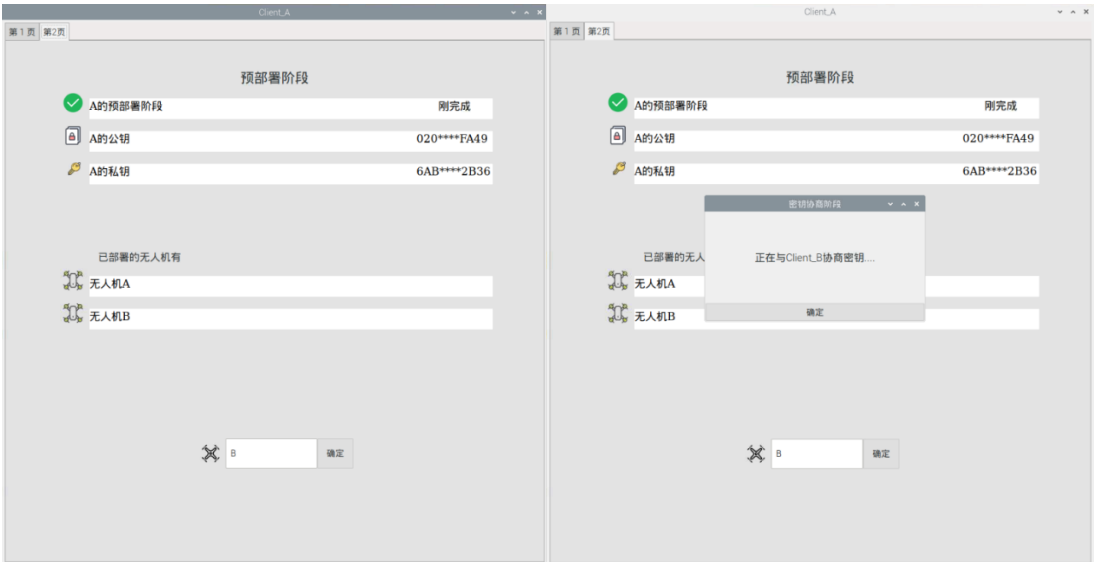 Client_A
第 1 页 第2页
预部署阶段
A的预部署阶段 刚完成
A的公钥 020****FA49
A的私钥 6AB****2B36
已部署的无人机有
无人机A
无人机B
B 确定
Client_A
第 1 页 第2页
预部署阶段
A的预部署阶段 刚完成
A的公钥 020****FA49
A的私钥 6AB****2B36
密钥协商阶段
正在与Client_B协商密钥....
确定
已部署的无人
无人机A
无人机B
B 确定